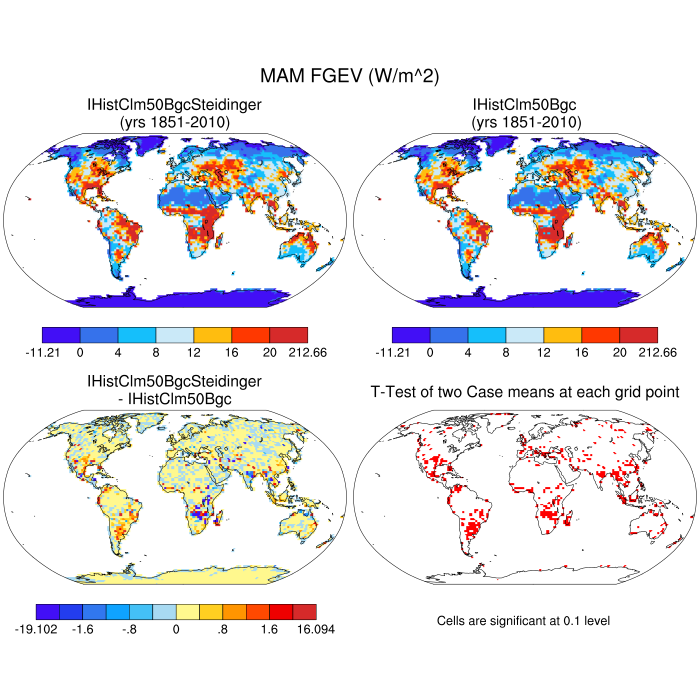 MAM FGEV (W/m^2)
IHistClm50BgcSteidinger
(yrs 1851-2010)
IHistClm50Bgc
(yrs 1851-2010)
-11.21 0 4 8 12 16 20 212.66
-11.21 0 4 8 12 16 20 212.66
IHistClm50BgcSteidinger
- IHistClm50Bgc
T-Test of two Case means at each grid point
-19.102 -1.6 -.8 0 .8 1.6 16.094
Cells are significant at 0.1 level